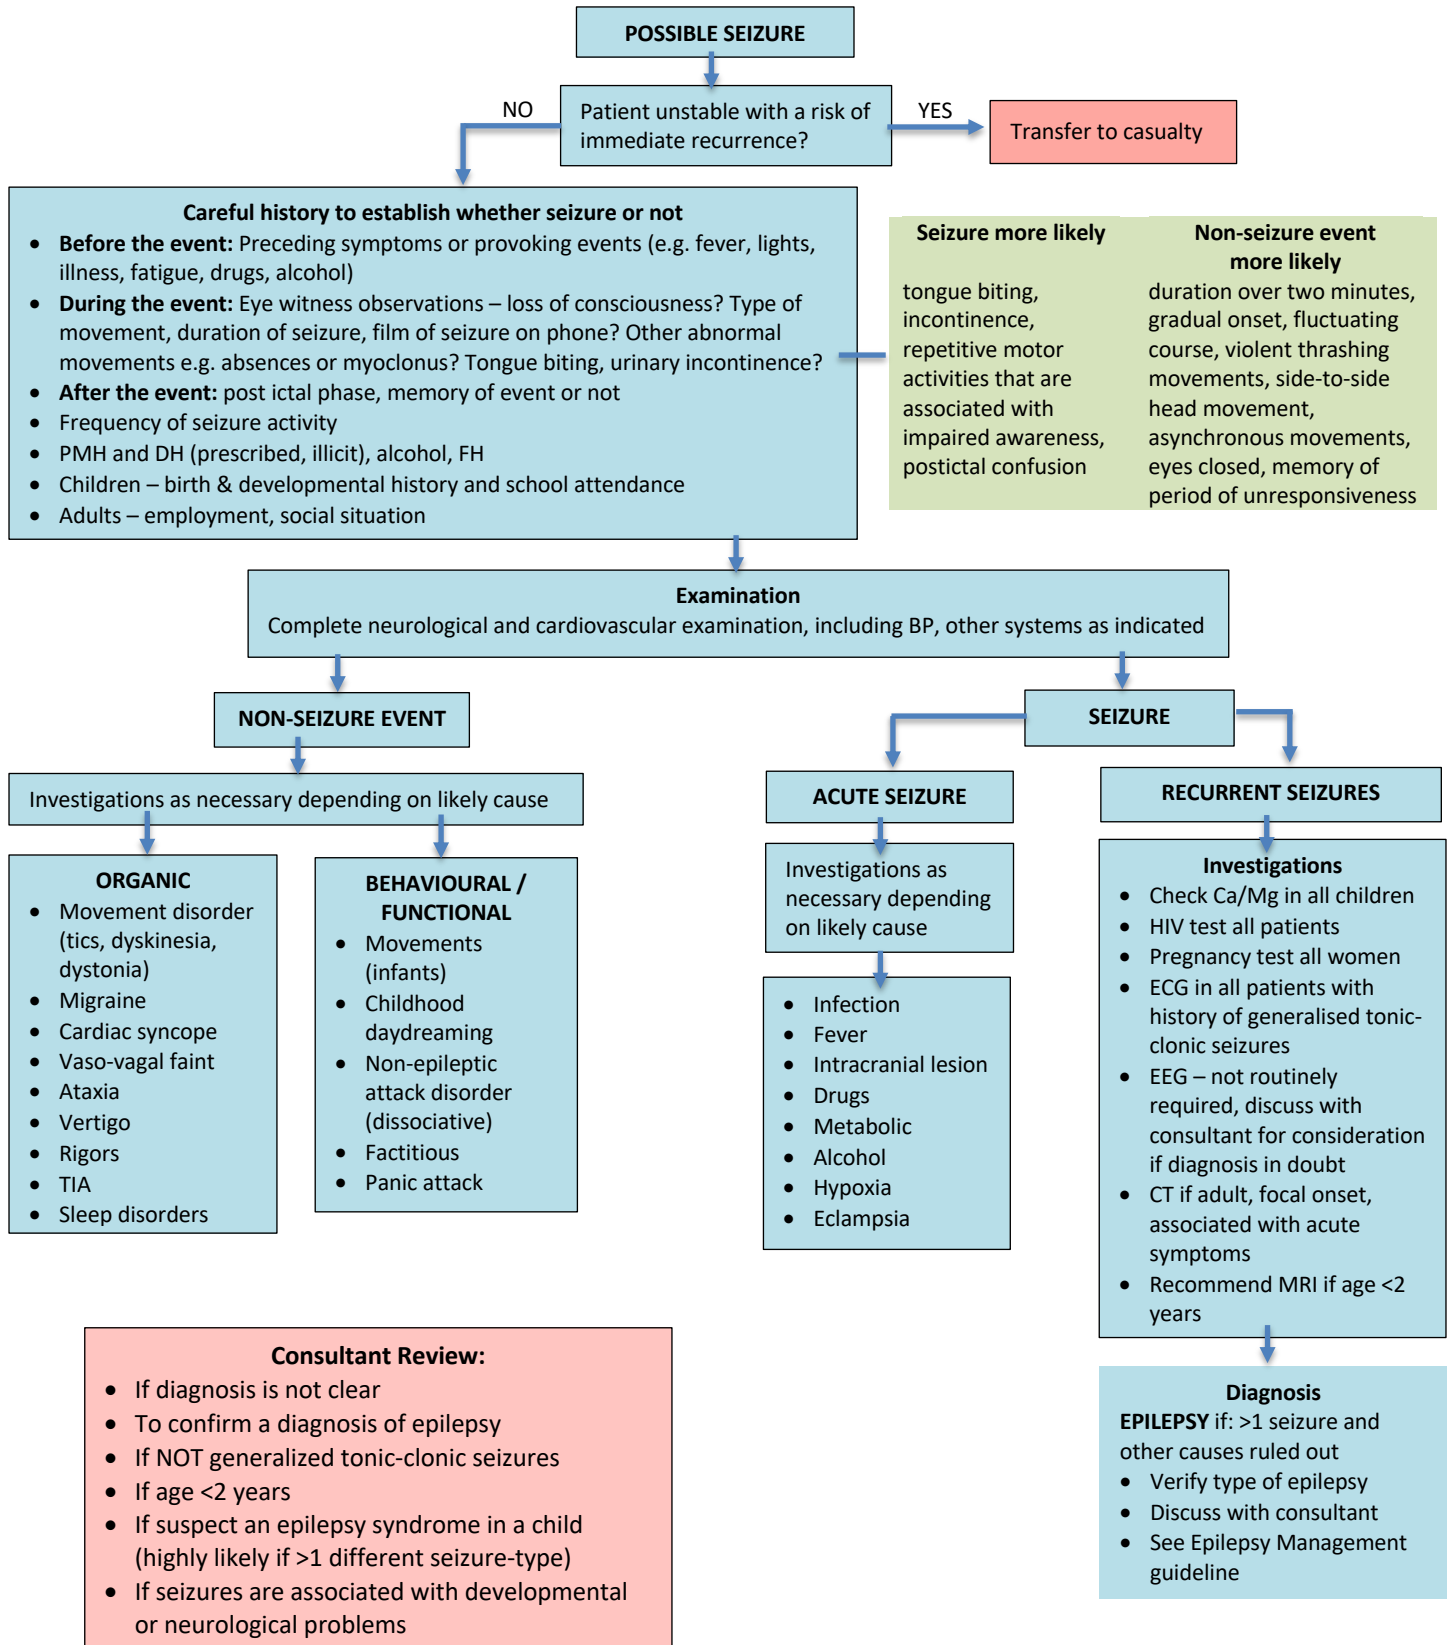 POSSIBLE SEIZURE
NO
Patient unstable with a risk of
immediate recurrence?
YES
Transfer to casualty
Careful history to establish whether seizure or not
• Before the event: Preceding symptoms or provoking events (e.g. fever, lights,
illness, fatigue, drugs, alcohol)
• During the event: Eye witness observations – loss of consciousness? Type of
movement, duration of seizure, film of seizure on phone? Other abnormal
movements e.g. absences or myoclonus? Tongue biting, urinary incontinence?
• After the event: post ictal phase, memory of event or not
• Frequency of seizure activity
• PMH and DH (prescribed, illicit), alcohol, FH
• Children – birth & developmental history and school attendance
• Adults – employment, social situation
Seizure more likely
tongue biting,
incontinence,
repetitive motor
activities that are
associated with
impaired awareness,
postictal confusion
Non-seizure event
more likely
duration over two minutes,
gradual onset, fluctuating
course, violent thrashing
movements, side-to-side
head movement,
asynchronous movements,
eyes closed, memory of
period of unresponsiveness
Examination
Complete neurological and cardiovascular examination, including BP, other systems as indicated
NON-SEIZURE EVENT
Investigations as necessary depending on likely cause
ORGANIC
• Movement disorder
(tics, dyskinesia,
dystonia)
• Migraine
• Cardiac syncope
• Vaso-vagal faint
• Ataxia
• Vertigo
• Rigors
• TIA
• Sleep disorders
BEHAVIOURAL /
FUNCTIONAL
• Movements
(infants)
• Childhood
daydreaming
• Non-epileptic
attack disorder
(dissociative)
• Factitious
• Panic attack
SEIZURE
ACUTE SEIZURE
Investigations as
necessary depending
on likely cause
• Infection
• Fever
• Intracranial lesion
• Drugs
• Metabolic
• Alcohol
• Hypoxia
• Eclampsia
RECURRENT SEIZURES
Investigations
• Check Ca/Mg in all children
• HIV test all patients
• Pregnancy test all women
• ECG in all patients with
history of generalised tonic-
clonic seizures
• EEG – not routinely
required, discuss with
consultant for consideration
if diagnosis in doubt
• CT if adult, focal onset,
associated with acute
symptoms
• Recommend MRI if age <2
years
Diagnosis
EPILEPSY if: >1 seizure and
other causes ruled out
• Verify type of epilepsy
• Discuss with consultant
• See Epilepsy Management
guideline
Consultant Review:
• If diagnosis is not clear
• To confirm a diagnosis of epilepsy
• If NOT generalized tonic-clonic seizures
• If age <2 years
• If suspect an epilepsy syndrome in a child
(highly likely if >1 different seizure-type)
• If seizures are associated with developmental
or neurological problems